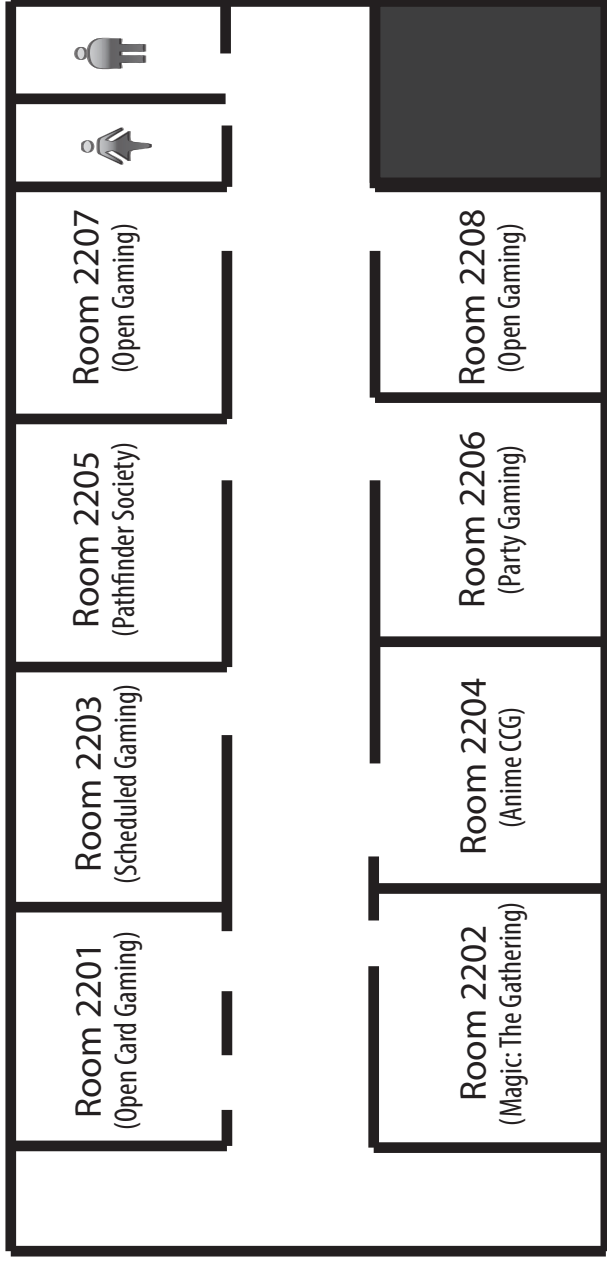 Room 2201
(Open Card Gaming)
Room 2203
(Scheduled Gaming)
Room 2205
(Pathfinder Society)
Room 2207
(Open Gaming)
Room 2202
(Magic: The Gathering)
Room 2204
(Anime CCG)
Room 2206
(Party Gaming)
Room 2208
(Open Gaming)